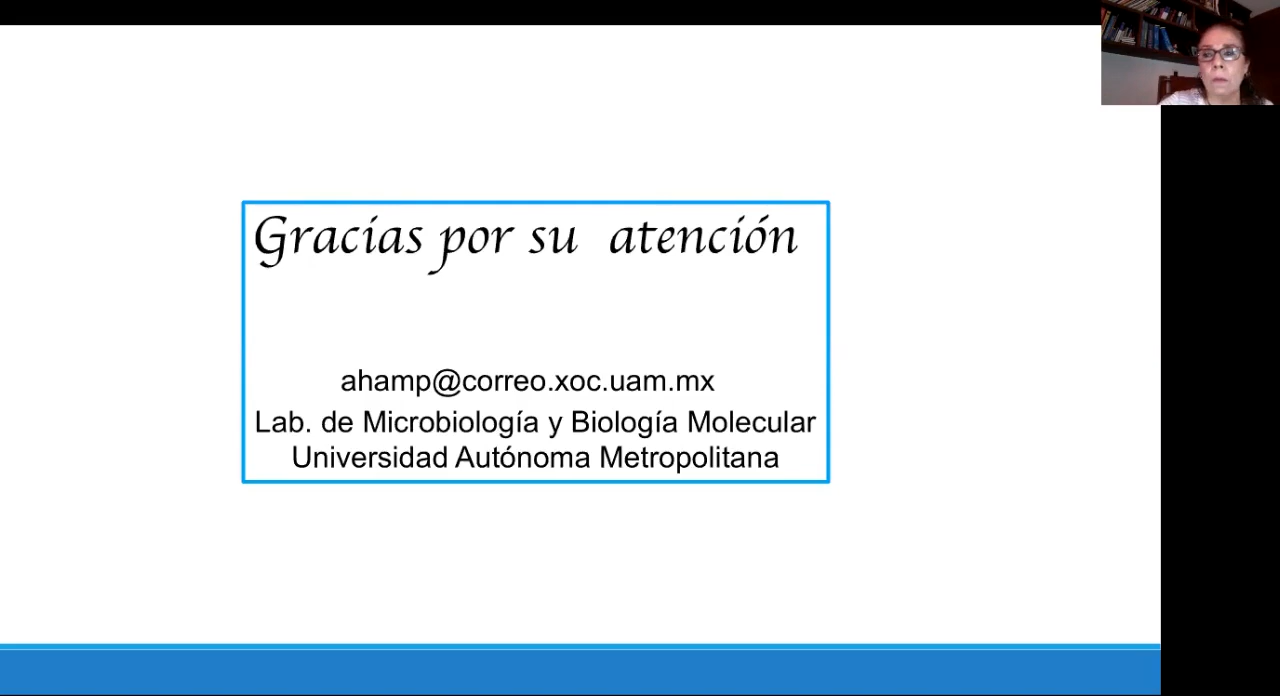 Gracias por su atención
ahamp@correo.xoc.uam.mx
Lab. de Microbiología y Biología Molecular
Universidad Autónoma Metropolitana